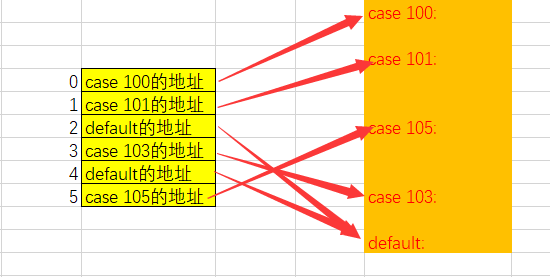 case 100:
case 101:
0 case 100的地址
1 case 101的地址
2 default的地址
3 case 103的地址
4 default的地址
5 case 105的地址
case 105:
case 103:
default: